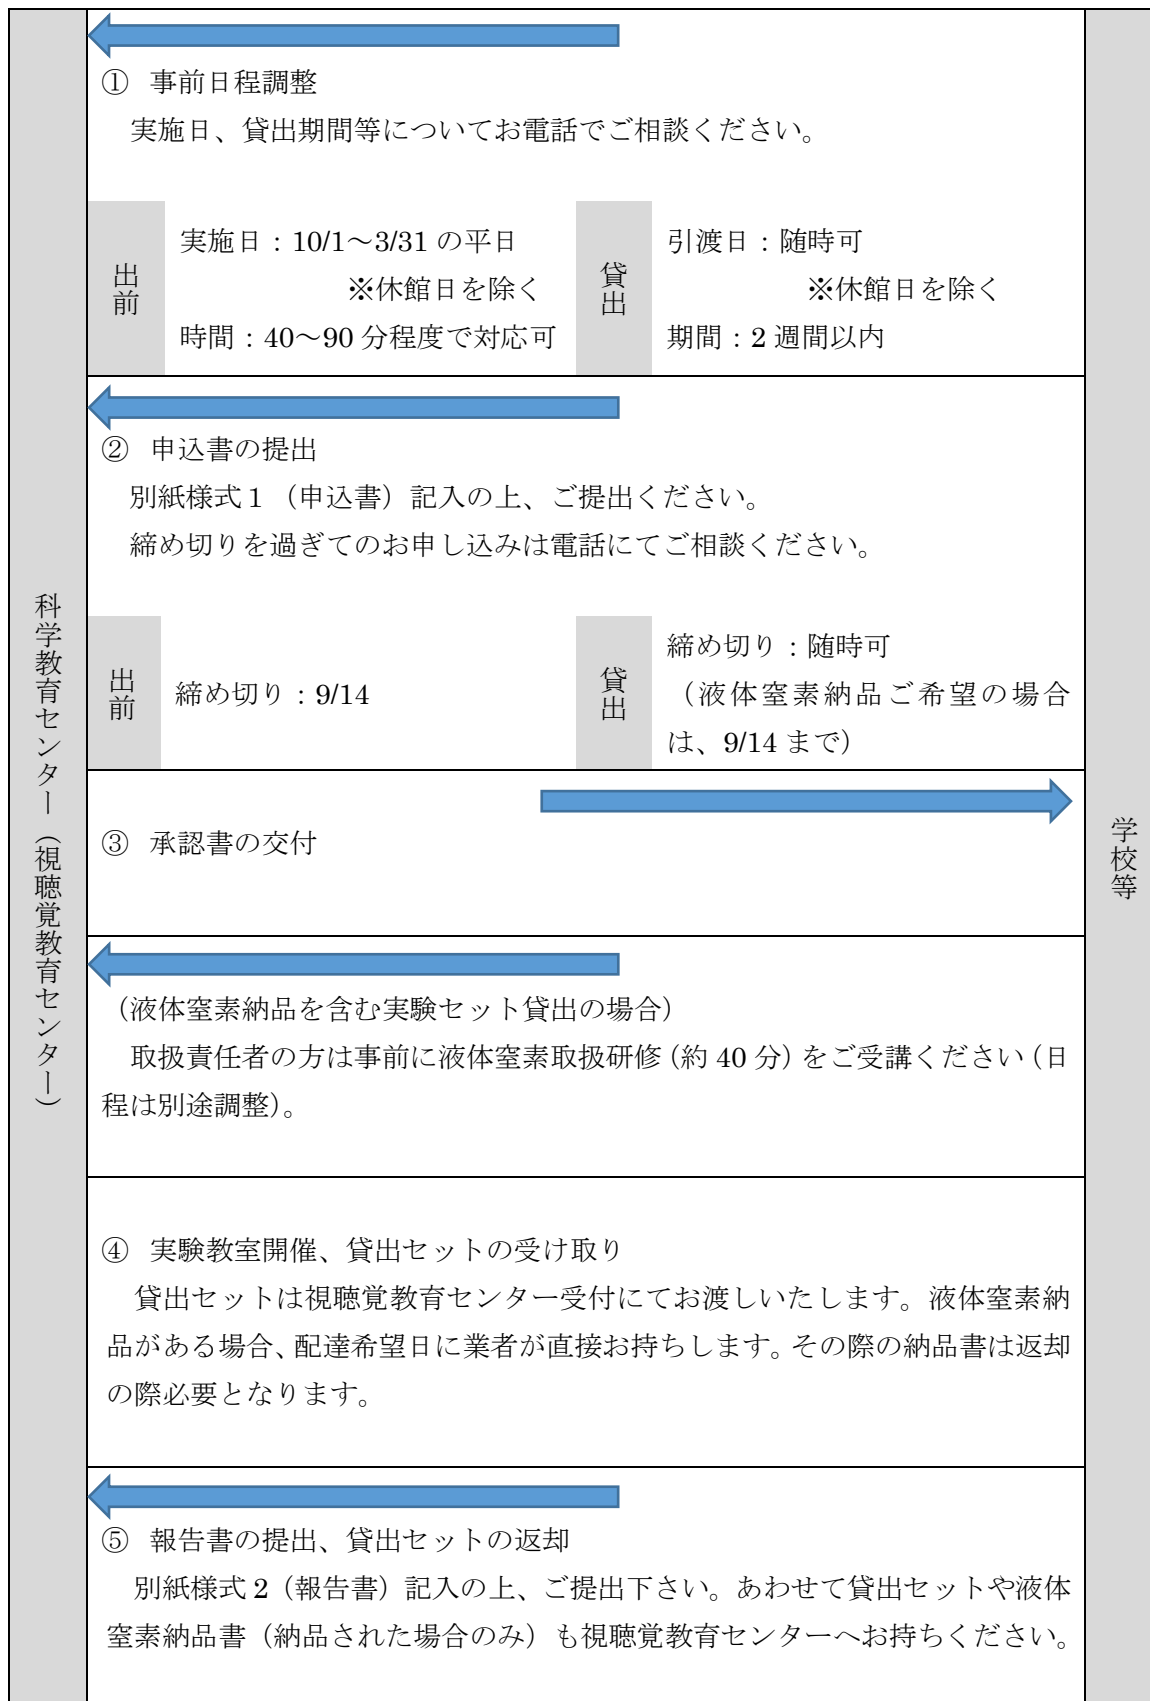 科学教育センター（視聴覚教育センター）
① 事前日程調整
実施日、貸出期間等についてお電話でご相談ください。
出前
実施日：10/1～3/31 の平日
※休館日を除く
時間：40～90 分程度で対応可
貸出
引渡日：随時可
※休館日を除く
期間：2 週間以内
② 申込書の提出
別紙様式 1 （申込書）記入の上、ご提出ください。
締め切りを過ぎてのお申し込みは電話にてご相談ください。
出前
締め切り：9/14
貸出
締め切り：随時可
（液体窒素納品ご希望の場合
は、9/14 まで）
③ 承認書の交付
（液体窒素納品を含む実験セット貸出の場合）
取扱責任者の方は事前に液体窒素取扱研修（約 40 分）をご受講ください（日
程は別途調整）。
④ 実験教室開催、貸出セットの受け取り
貸出セットは視聴覚教育センター受付にてお渡しいたします。液体窒素納
品がある場合、配達希望日に業者が直接お持ちします。その際の納品書は返却
の際必要となります。
⑤ 報告書の提出、貸出セットの返却
別紙様式 2（報告書）記入の上、ご提出下さい。あわせて貸出セットや液体
窒素納品書（納品された場合のみ）も視聴覚教育センターへお持ちください。
学校等